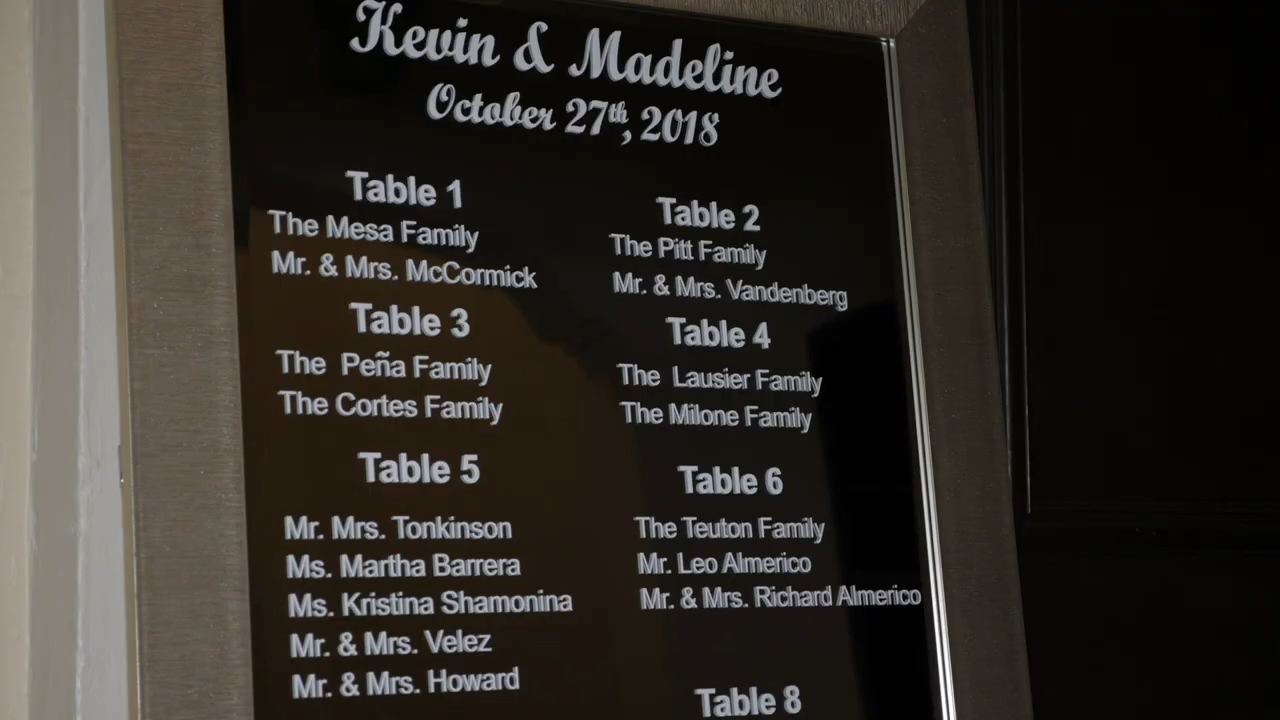 Kevin & Madeline
October 27th, 2018
Table 1
The Mesa Family
Mr. & Mrs. McCormick
Table 2
The Pitt Family
Mr. & Mrs. Vandenberg
Table 3
The Peña Family
The Cortes Family
Table 4
The Lausier Family
The Milone Family
Table 5
Mr. Mrs. Tonkinson
Ms. Martha Barrera
Ms. Kristina Shamonina
Mr. & Mrs. Velez
Mr. & Mrs. Howard
Table 6
The Teuton Family
Mr. Leo Almerico
Mr. & Mrs. Richard Almerico
Table 8